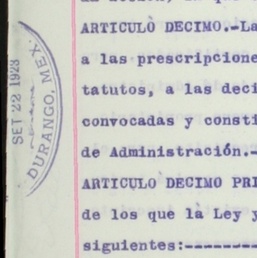 ARTICULO DECIMO.-La
a las prescripcione
tatutos, a las deci
convocadas y consti
de Administración.-
ARTICULO DECIMO PRI
de los que la Ley y
siguientes:--------
SET 22 1923
DURANGO, MEX.